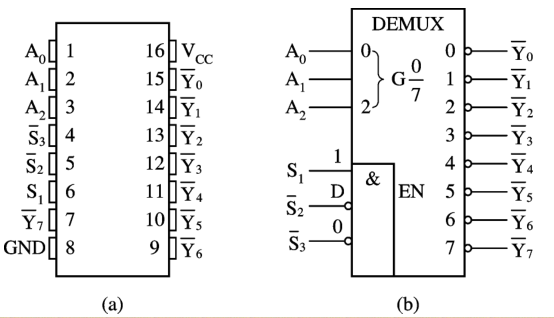 DEMUX
A₀ 1 16 V_CC
A₁ 2 15 Y̅₀
A₂ 3 14 Y̅₁
S̅₃ 4 13 Y̅₂
S̅₂ 5 12 Y̅₃
S₁ 6 11 Y̅₄
Y̅₇ 7 10 Y̅₅
GND 8 9 Y̅₆
(a)
A₀ 0 0 Y̅₀
A₁ G 0/7 1 Y̅₁
A₂ 2 2 Y̅₂
3 Y̅₃
S₁ 1 & 4 Y̅₄
S̅₂ D EN 5 Y̅₅
S̅₃ 0 6 Y̅₆
7 Y̅₇
(b)